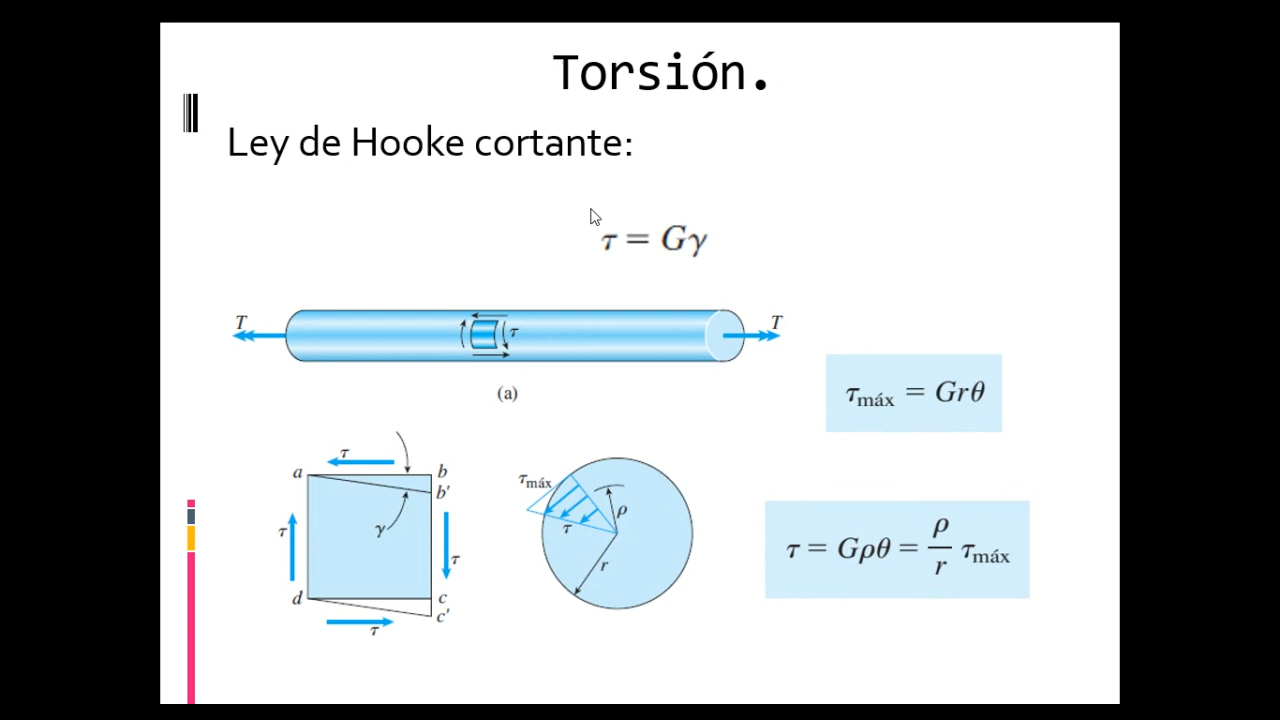 Torsión.
Ley de Hooke cortante:
τ = Gγ
T
T
τ
(a)
τmáx = Grθ
τ
a
b
b'
γ
τ
τ
d
c
c'
τ
τmáx
ρ
τ
r
τ = Gρθ = ρ/r τmáx